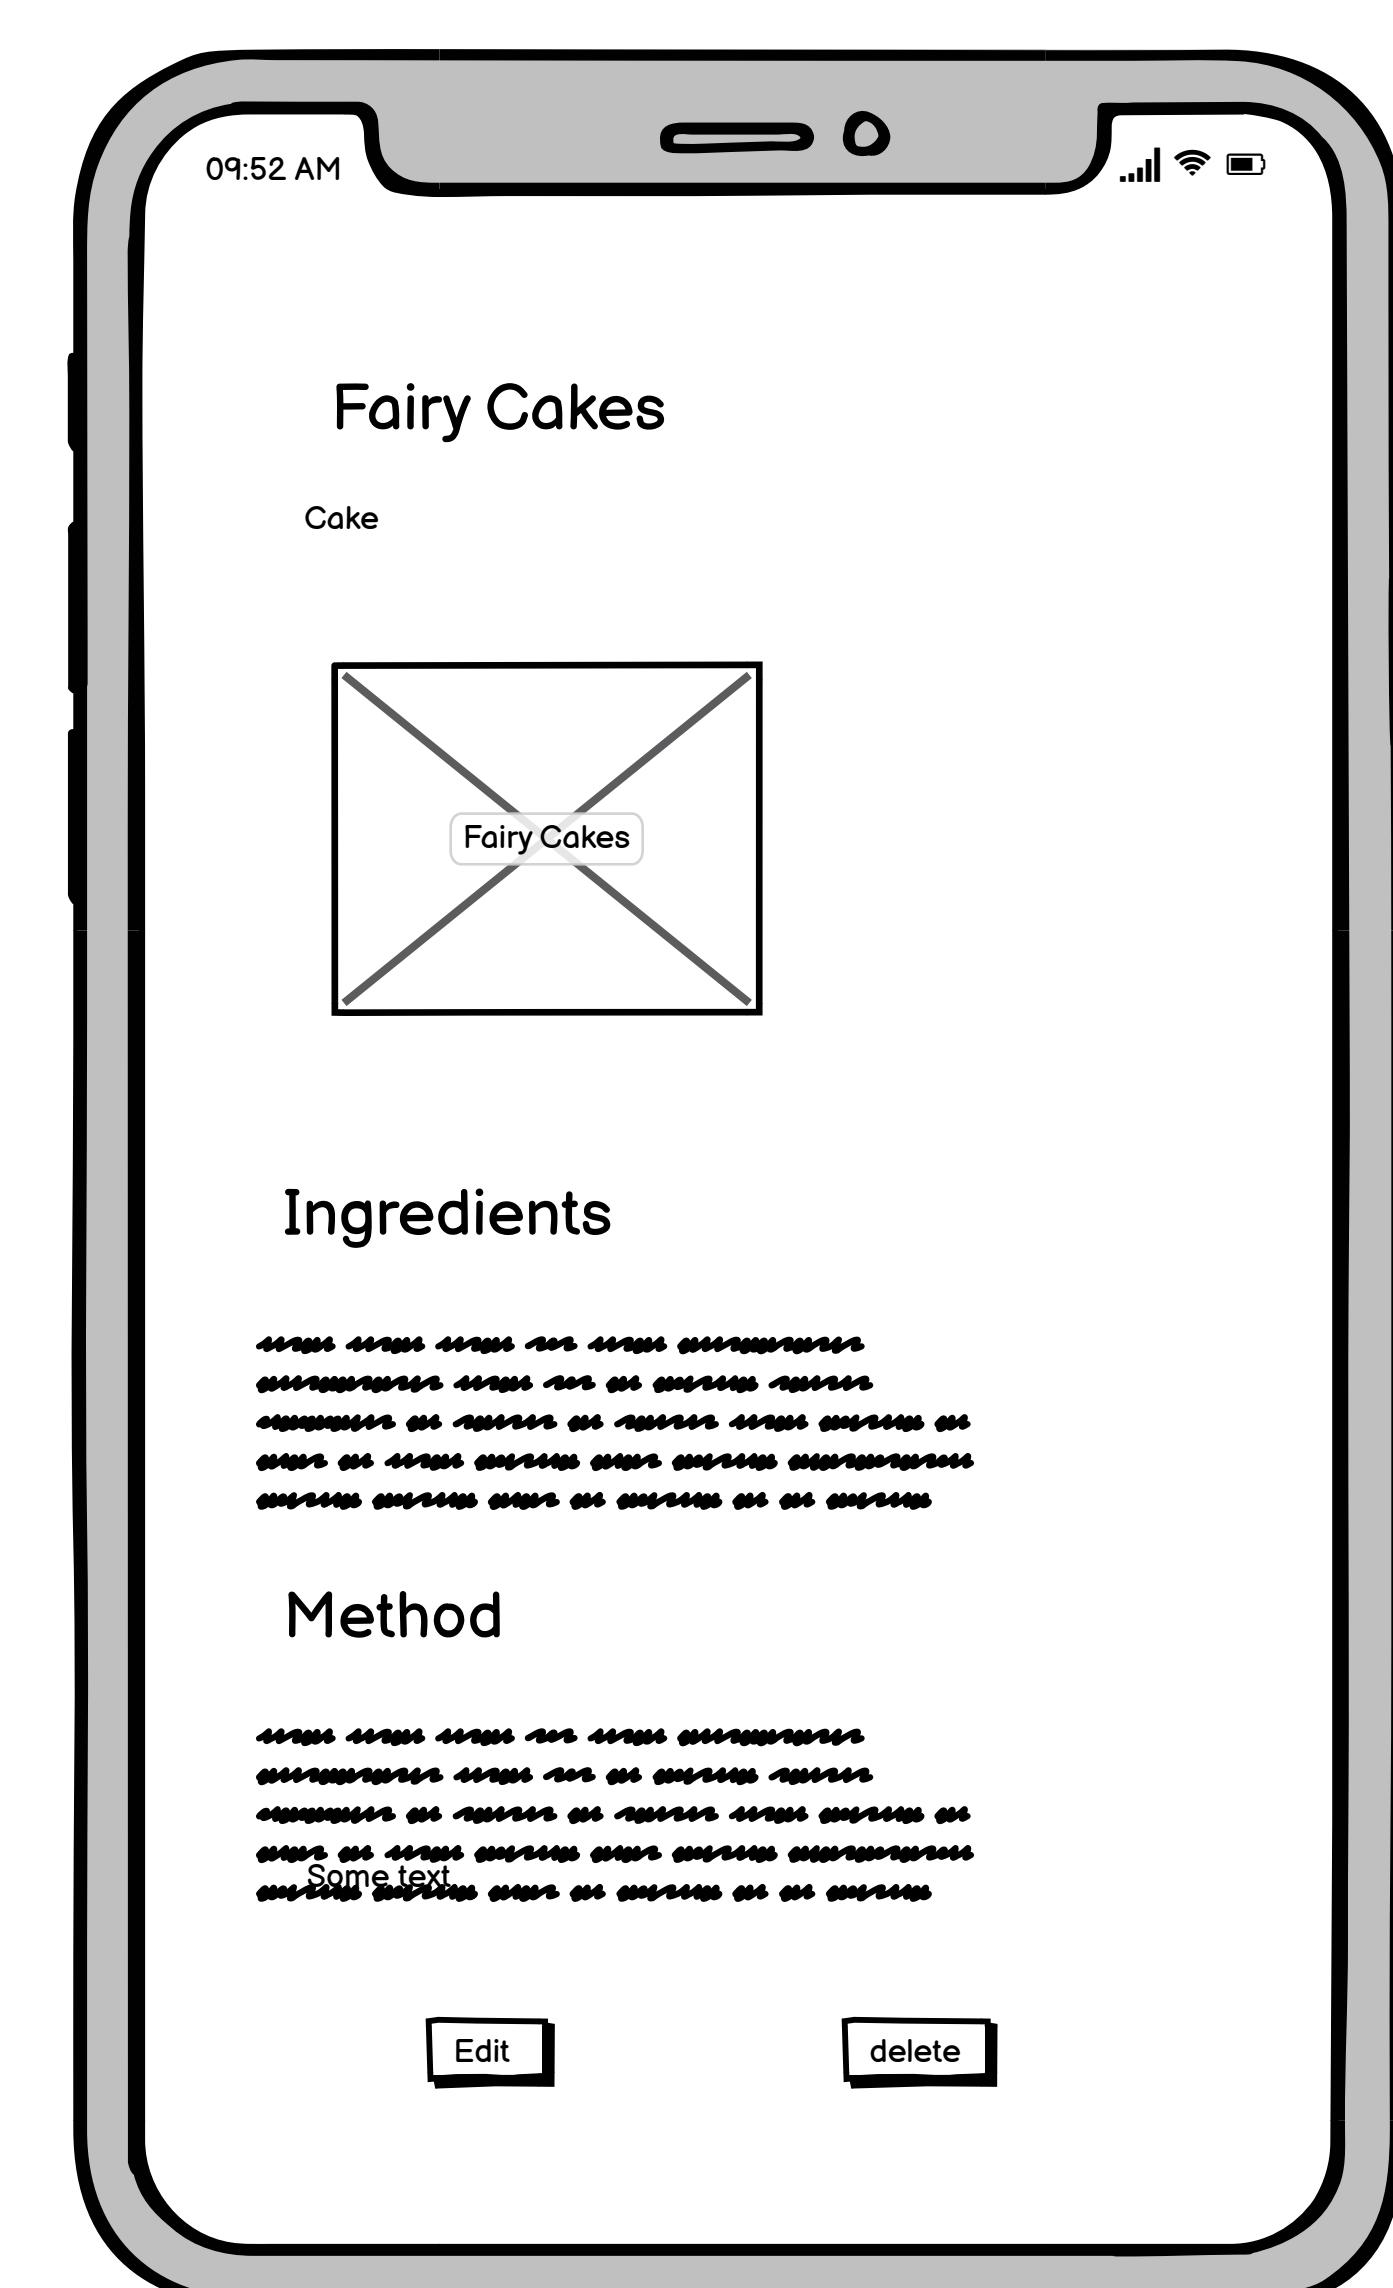 09:52 AM
Fairy Cakes
Cake
Fairy Cakes
Ingredients
Method
Some text
Edit
delete